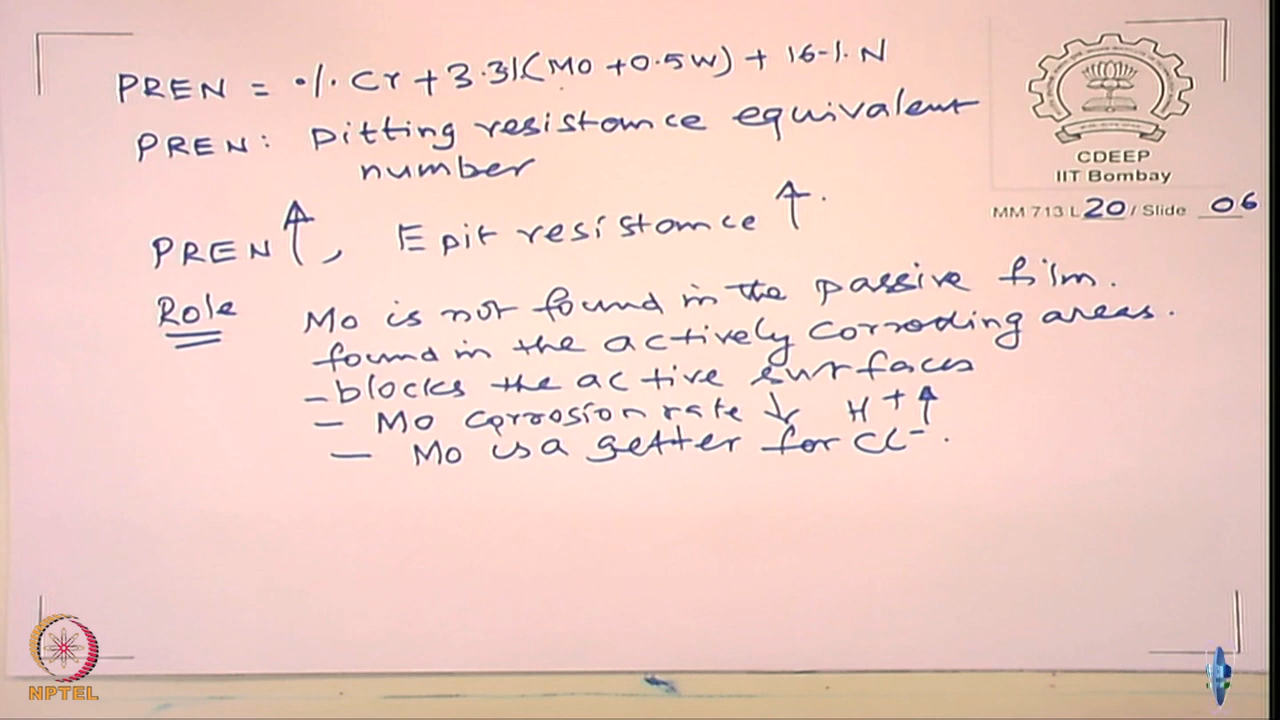 PREN = % Cr + 3.3%(Mo + 0.5W) + 16% N
PREN: Pitting resistance equivalent
number
PREN ↑, Epit resistance ↑.
Role Mo is not found in the passive film.
found in the actively corroding areas.
- blocks the active surfaces
- Mo corrosion rate ↓ H+ ↑
- Mo is a getter for Cl-.
CDEEP
IIT Bombay
MM 713 L 20 / Slide 06
NPTEL